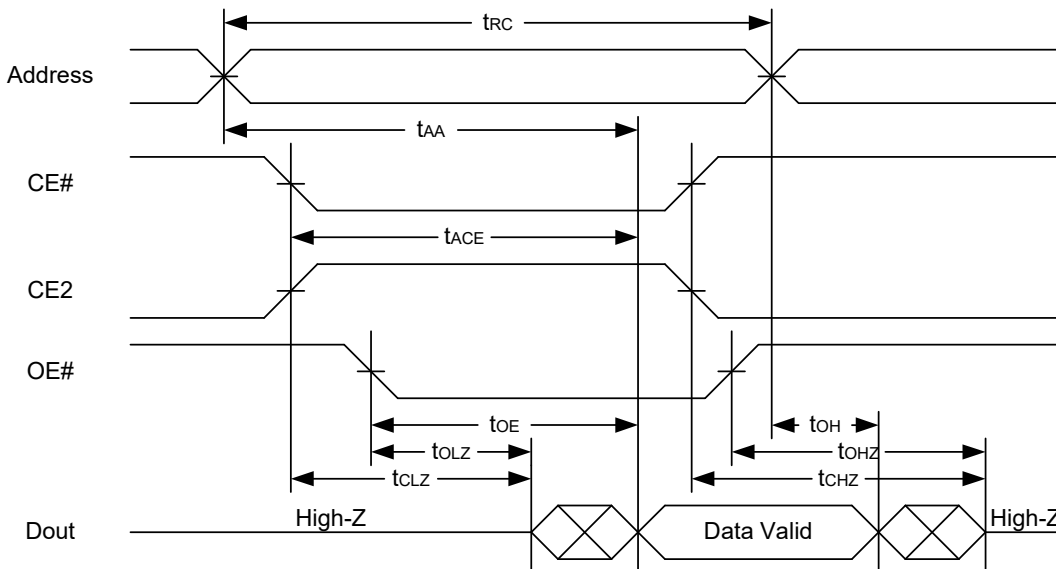 tRC
Address
tAA
CE#
tACE
CE2
OE#
tOE
tOH
tOLZ
tOHZ
tCLZ
tCHZ
High-Z
High-Z
Dout
Data Valid